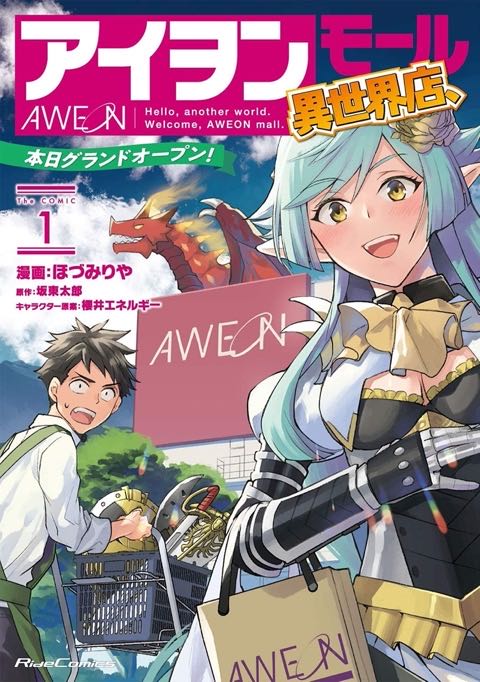 アイヨンモール
異世界店、
AWEON
Hello, another world.
Welcome, AWEON mall.
本日グランドオープン!
The COMIC
1
漫画:ほづみりや
原作:坂東太郎
キャラクター原案:櫻井エネルギー
AWEON
AWEON
RideComics